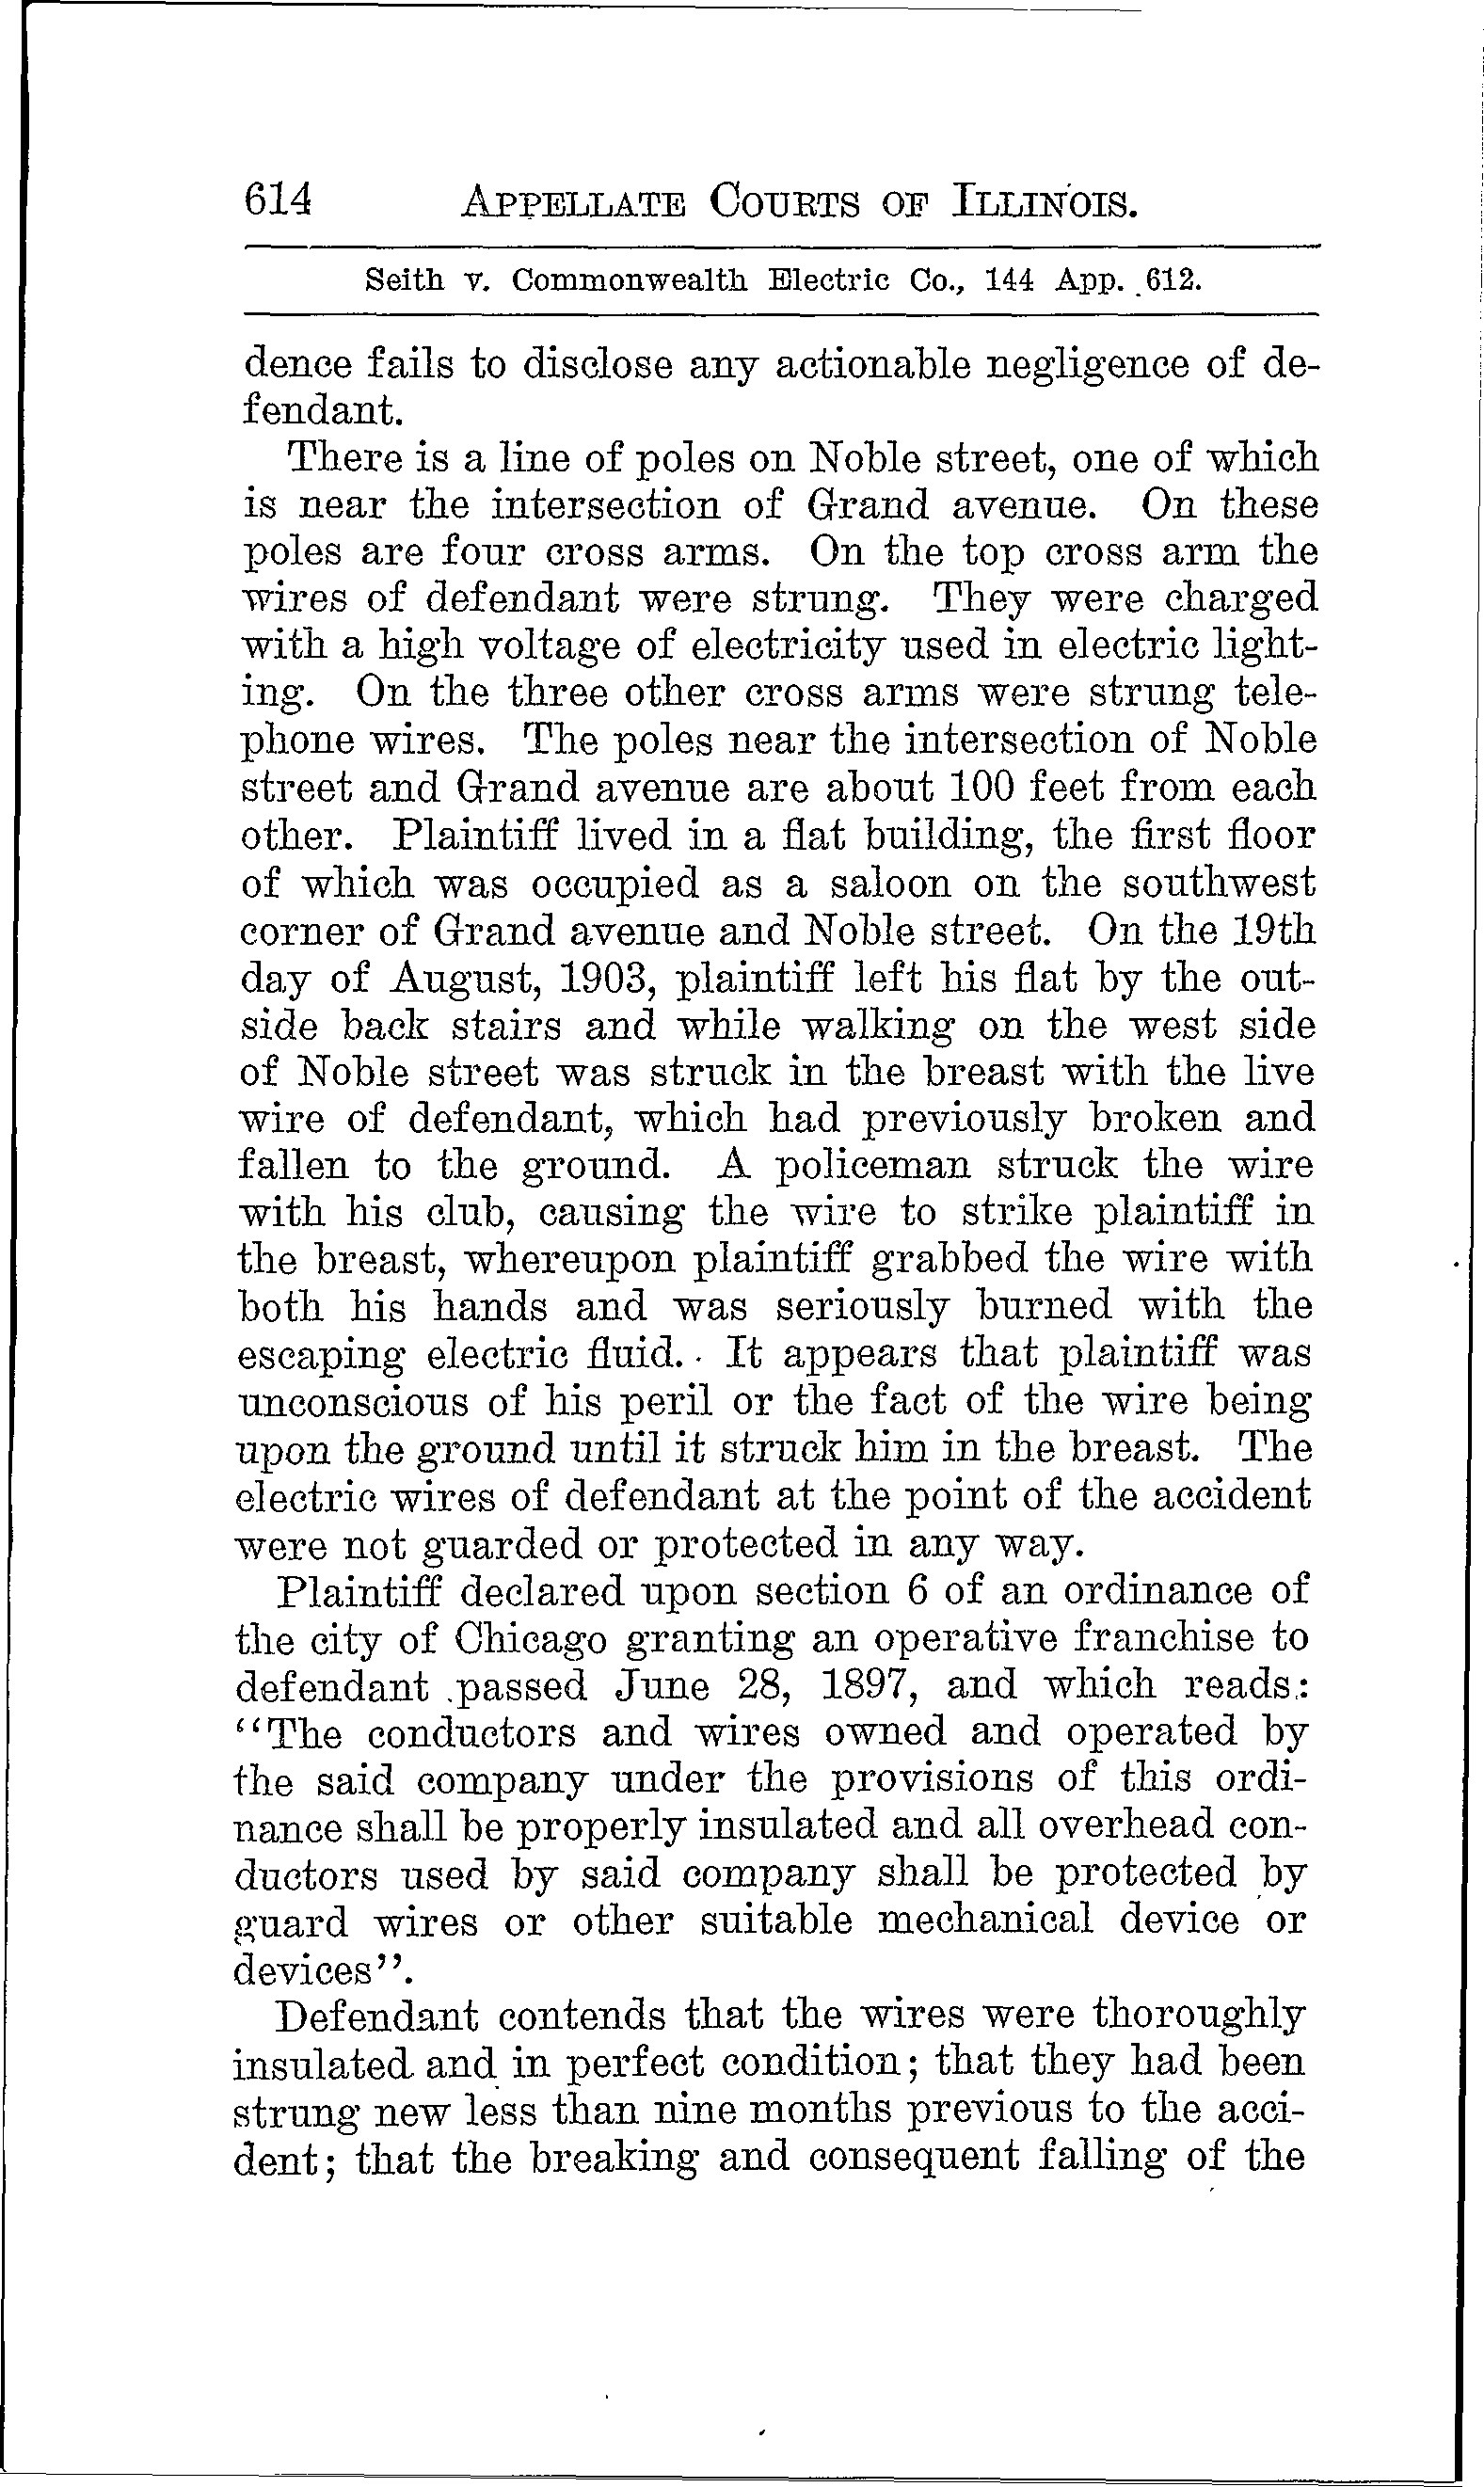 614 APPELLATE COURTS OF ILLINOIS.
Seith v. Commonwealth Electric Co., 144 App. 612.
dence fails to disclose any actionable negligence of de-
fendant.
There is a line of poles on Noble street, one of which
is near the intersection of Grand avenue. On these
poles are four cross arms. On the top cross arm the
wires of defendant were strung. They were charged
with a high voltage of electricity used in electric light-
ing. On the three other cross arms were strung tele-
phone wires. The poles near the intersection of Noble
street and Grand avenue are about 100 feet from each
other. Plaintiff lived in a flat building, the first floor
of which was occupied as a saloon on the southwest
corner of Grand avenue and Noble street. On the 19th
day of August, 1903, plaintiff left his flat by the out-
side back stairs and while walking on the west side
of Noble street was struck in the breast with the live
wire of defendant, which had previously broken and
fallen to the ground. A policeman struck the wire
with his club, causing the wire to strike plaintiff in
the breast, whereupon plaintiff grabbed the wire with
both his hands and was seriously burned with the
escaping electric fluid. It appears that plaintiff was
unconscious of his peril or the fact of the wire being
upon the ground until it struck him in the breast. The
electric wires of defendant at the point of the accident
were not guarded or protected in any way.
Plaintiff declared upon section 6 of an ordinance of
the city of Chicago granting an operative franchise to
defendant passed June 28, 1897, and which reads:
“The conductors and wires owned and operated by
the said company under the provisions of this ordi-
nance shall be properly insulated and all overhead con-
ductors used by said company shall be protected by
guard wires or other suitable mechanical device or
devices”.
Defendant contends that the wires were thoroughly
insulated and in perfect condition; that they had been
strung new less than nine months previous to the acci-
dent; that the breaking and consequent falling of the